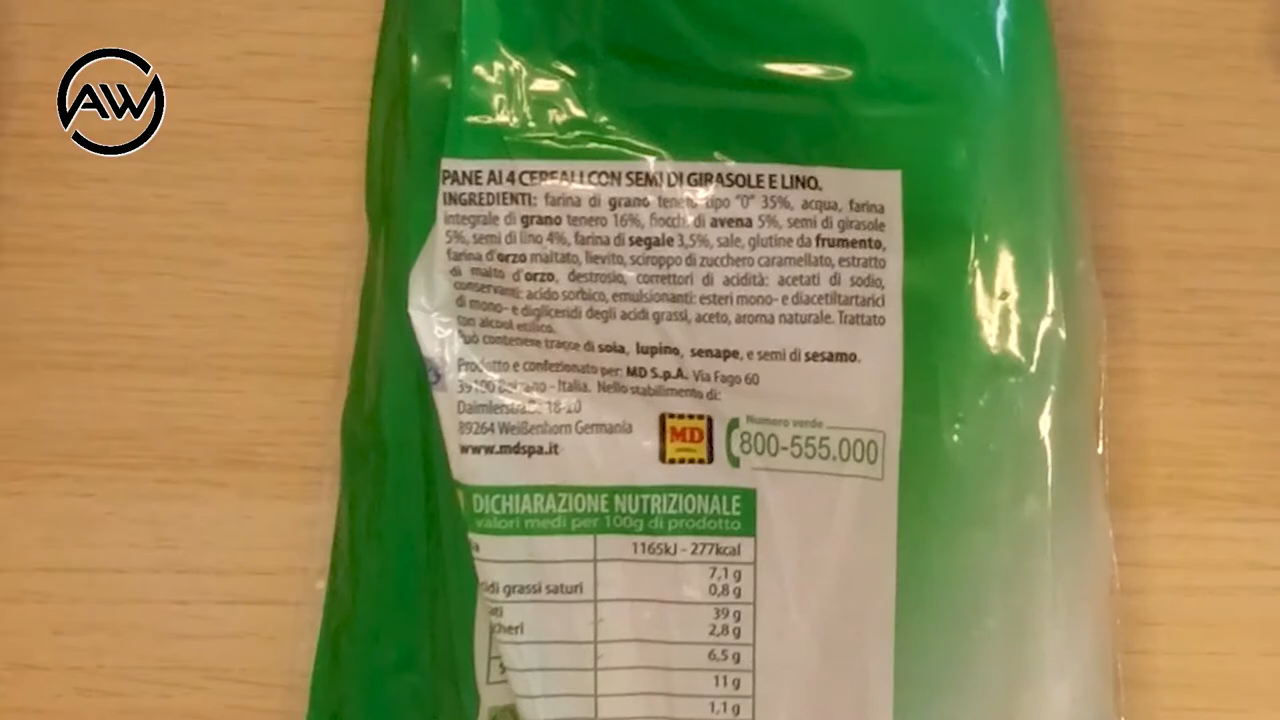 AW
PANE AI 4 CEREALI CON SEMI DI GIRASOLE E LINO.
INGREDIENTI: farina di grano tenero tipo "0" 35%, acqua, farina
integrale di grano tenero 16%, fiocchi di avena 5%, semi di girasole
5%, semi di lino 4%, farina di segale 3,5%, sale, glutine da frumento,
farina d'orzo maltato, lievito, sciroppo di zucchero caramellato, estratto
di malto d'orzo, destrosio, correttori di acidità: acetati di sodio,
conservanti: acido sorbico, emulsionanti: esteri mono- e diacetiltartarici
di mono- e digliceridi degli acidi grassi, aceto, aroma naturale. Trattato
con alcool etilico.
Può contenere tracce di soia, lupino, senape, e semi di sesamo.
Prodotto e confezionato per: MD S.p.A. Via Fago 60
39100 - Italia. Nello stabilimento di:
18-20
89264 Weißenhorn Germania
www.mdspa.it
MD
Numero verde
800-555.000
DICHIARAZIONE NUTRIZIONALE
valori medi per 100g di prodotto
1165kJ - 277kcal
7,1 g
grassi saturi 0,8 g
39 g
2,8 g
6,5 g
11 g
1,1 g